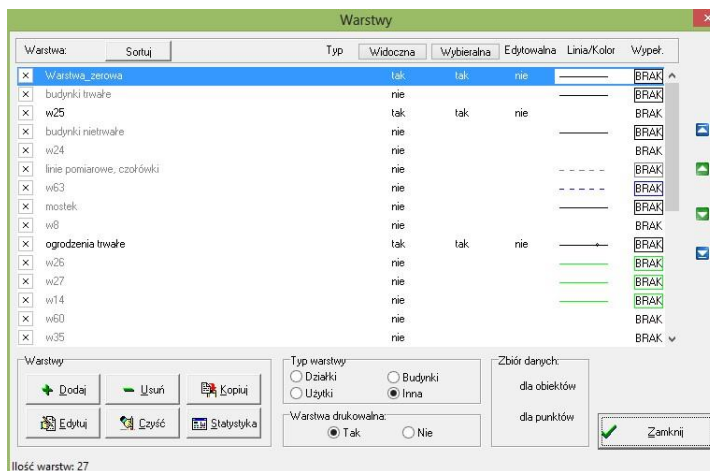 Warstwy
Warstwa: Sortuj Typ Widoczna Wybieralna Edytowalna Linia/Kolor Wypeł.
Warstwa_zerowa tak tak nie BRAK
budynki trwałe nie BRAK
w25 tak tak nie BRAK
budynki nietrwałe nie BRAK
w24 nie BRAK
linie pomiarowe, czołówki nie BRAK
w63 nie BRAK
mostek nie BRAK
w8 nie BRAK
ogrodzenia trwałe tak tak nie BRAK
w26 nie BRAK
w27 nie BRAK
w14 nie BRAK
w60 nie BRAK
w35 nie BRAK
Warstwy Typ warstwy Zbiór danych:
Działki Budynki dla obiektów
Dodaj Usuń Kopiuj
Użytki Inna
Warstwa drukowalna: dla punktów
Edytuj Czyść Statystyka Tak Nie Zamknij
Ilość warstw: 27